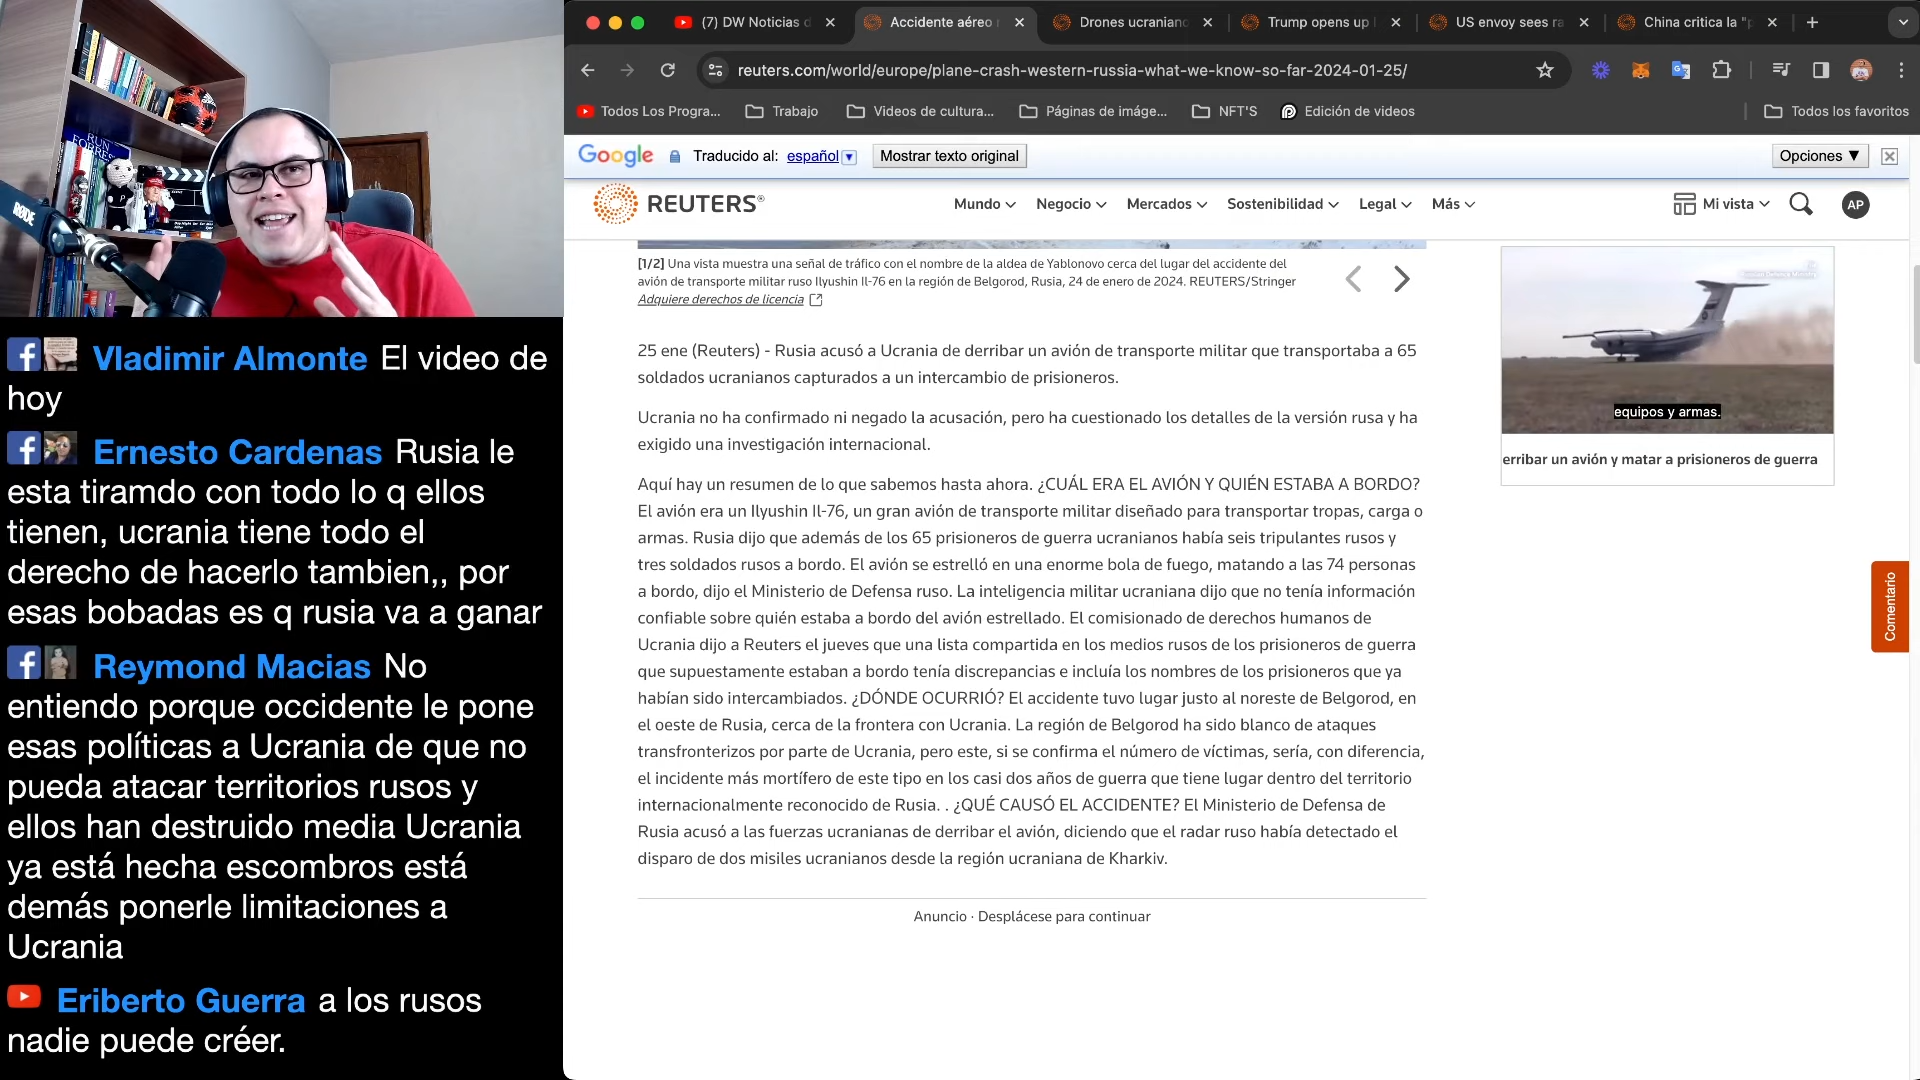 RUN
FORREST
RØDE
Vladimir Almonte El video de
hoy
Ernesto Cardenas Rusia le
esta tiramdo con todo lo q ellos
tienen, ucrania tiene todo el
derecho de hacerlo tambien,, por
esas bobadas es q rusia va a ganar
Reymond Macias No
entiendo porque occidente le pone
esas políticas a Ucrania de que no
pueda atacar territorios rusos y
ellos han destruido media Ucrania
ya está hecha escombros está
demás ponerle limitaciones a
Ucrania
Eriberto Guerra a los rusos
nadie puede créer.
(7) DW Noticias d
Accidente aéreo
Drones ucraniano
Trump opens up
US envoy sees ra
China critica la "p
reuters.com/world/europe/plane-crash-western-russia-what-we-know-so-far-2024-01-25/
Todos Los Progra... Trabajo Videos de cultura... Páginas de imáge... NFT'S Edición de videos Todos los favoritos
Google Traducido al: español Mostrar texto original Opciones ▼
REUTERS® Mundo Negocio Mercados Sostenibilidad Legal Más Mi vista AP
[1/2] Una vista muestra una señal de tráfico con el nombre de la aldea de Yablonovo cerca del lugar del accidente del
avión de transporte militar ruso Ilyushin Il-76 en la región de Belgorod, Rusia, 24 de enero de 2024. REUTERS/Stringer
Adquiere derechos de licencia
25 ene (Reuters) - Rusia acusó a Ucrania de derribar un avión de transporte militar que transportaba a 65
soldados ucranianos capturados a un intercambio de prisioneros.
Ucrania no ha confirmado ni negado la acusación, pero ha cuestionado los detalles de la versión rusa y ha
exigido una investigación internacional.
Aquí hay un resumen de lo que sabemos hasta ahora. ¿CUÁL ERA EL AVIÓN Y QUIÉN ESTABA A BORDO?
El avión era un Ilyushin Il-76, un gran avión de transporte militar diseñado para transportar tropas, carga o
armas. Rusia dijo que además de los 65 prisioneros de guerra ucranianos había seis tripulantes rusos y
tres soldados rusos a bordo. El avión se estrelló en una enorme bola de fuego, matando a las 74 personas
a bordo, dijo el Ministerio de Defensa ruso. La inteligencia militar ucraniana dijo que no tenía información
confiable sobre quién estaba a bordo del avión estrellado. El comisionado de derechos humanos de
Ucrania dijo a Reuters el jueves que una lista compartida en los medios rusos de los prisioneros de guerra
que supuestamente estaban a bordo tenía discrepancias e incluía los nombres de los prisioneros que ya
habían sido intercambiados. ¿DÓNDE OCURRIÓ? El accidente tuvo lugar justo al noreste de Belgorod, en
el oeste de Rusia, cerca de la frontera con Ucrania. La región de Belgorod ha sido blanco de ataques
transfronterizos por parte de Ucrania, pero este, si se confirma el número de víctimas, sería, con diferencia,
el incidente más mortífero de este tipo en los casi dos años de guerra que tiene lugar dentro del territorio
internacionalmente reconocido de Rusia. . ¿QUÉ CAUSÓ EL ACCIDENTE? El Ministerio de Defensa de
Rusia acusó a las fuerzas ucranianas de derribar el avión, diciendo que el radar ruso había detectado el
disparo de dos misiles ucranianos desde la región ucraniana de Kharkiv.
Anuncio · Desplácese para continuar
equipos y armas.
erribar un avión y matar a prisioneros de guerra
Comentario